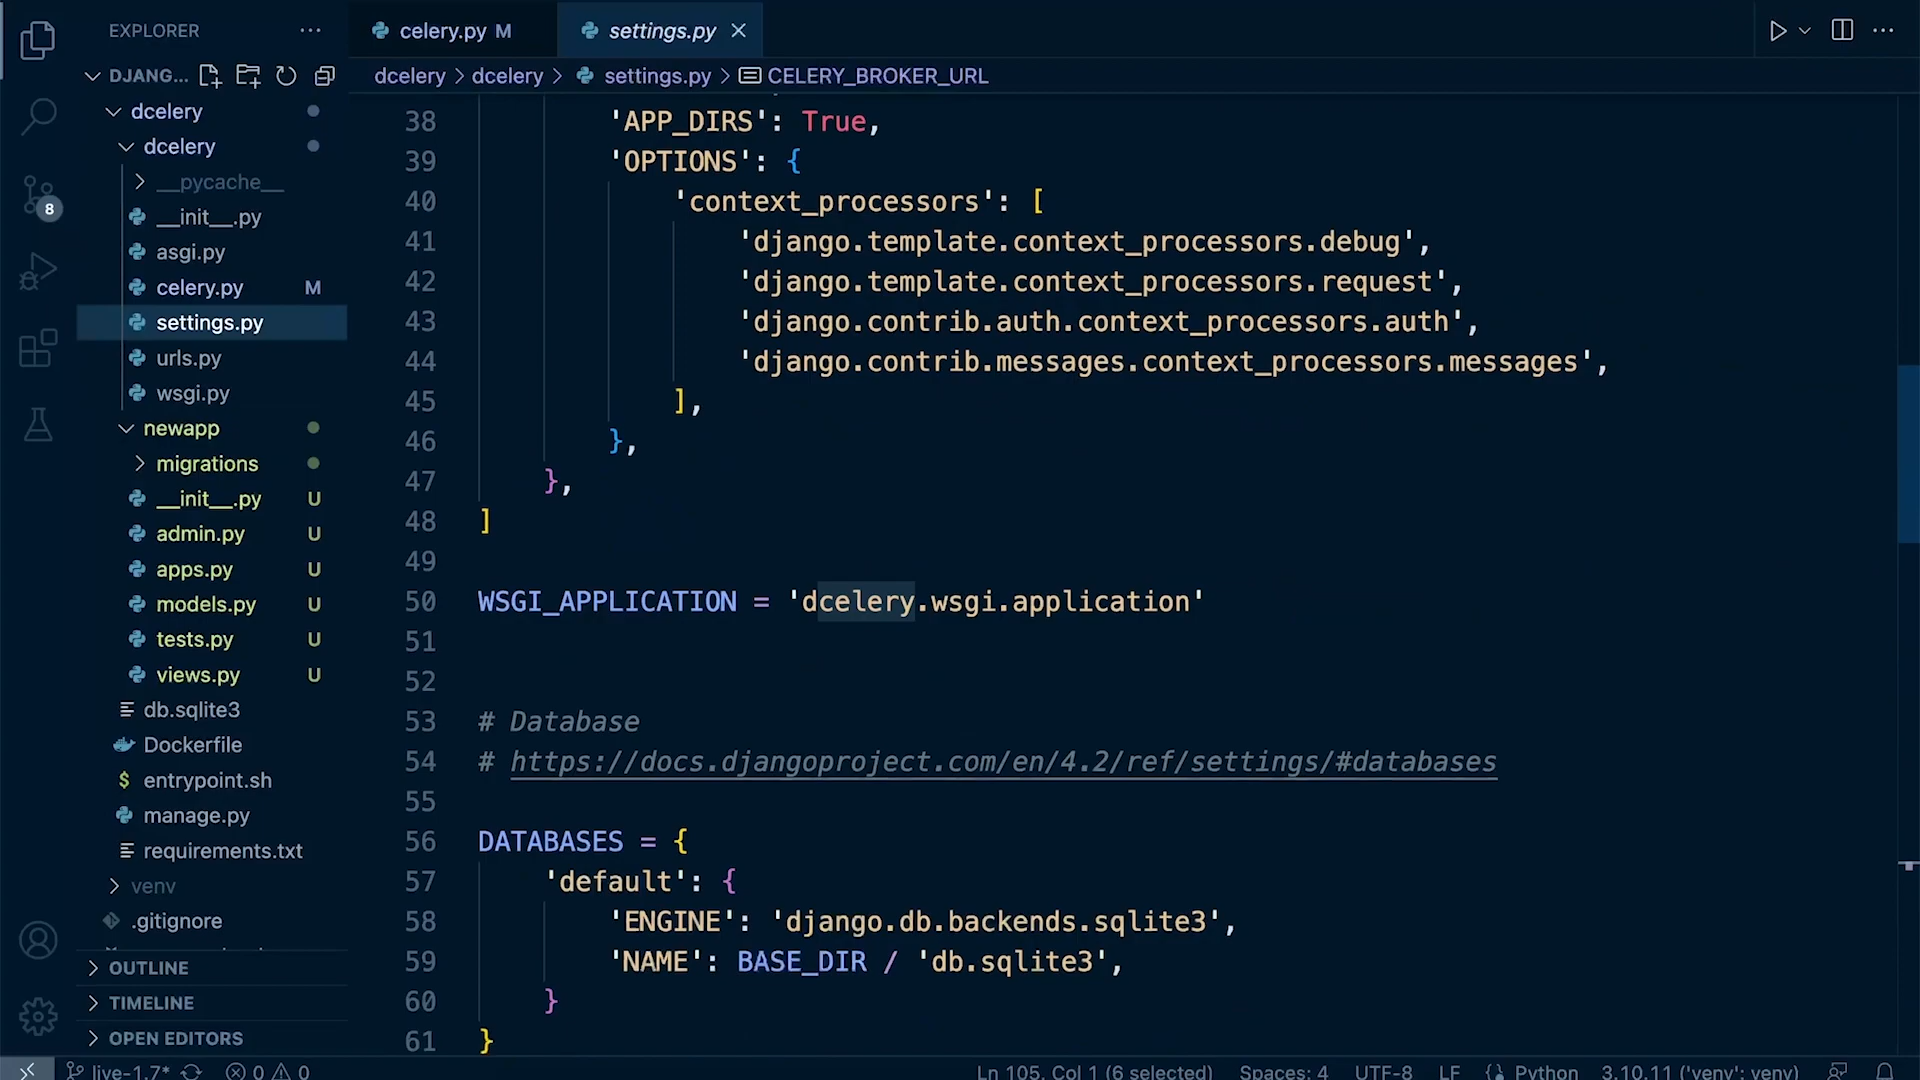 EXPLORER
DJANG...
dcelery
dcelery
__pycache__
__init__.py
asgi.py
celery.py M
settings.py
urls.py
wsgi.py
newapp
migrations
__init__.py U
admin.py U
apps.py U
models.py U
tests.py U
views.py U
db.sqlite3
Dockerfile
$ entrypoint.sh
manage.py
requirements.txt
venv
.gitignore
OUTLINE
TIMELINE
OPEN EDITORS
8
celery.py M
settings.py
dcelery > dcelery > settings.py > CELERY_BROKER_URL
38 'APP_DIRS': True,
39 'OPTIONS': {
40 'context_processors': [
41 'django.template.context_processors.debug',
42 'django.template.context_processors.request',
43 'django.contrib.auth.context_processors.auth',
44 'django.contrib.messages.context_processors.messages',
45 ],
46 },
47 },
48 ]
49
50 WSGI_APPLICATION = 'dcelery.wsgi.application'
51
52
53 # Database
54 # https://docs.djangoproject.com/en/4.2/ref/settings/#databases
55
56 DATABASES = {
57 'default': {
58 'ENGINE': 'django.db.backends.sqlite3',
59 'NAME': BASE_DIR / 'db.sqlite3',
60 }
61 }
live-1.7* 0 0 Ln 105, Col 1 (6 selected) Spaces: 4 UTF-8 LF Python 3.10.11 ('venv': venv)